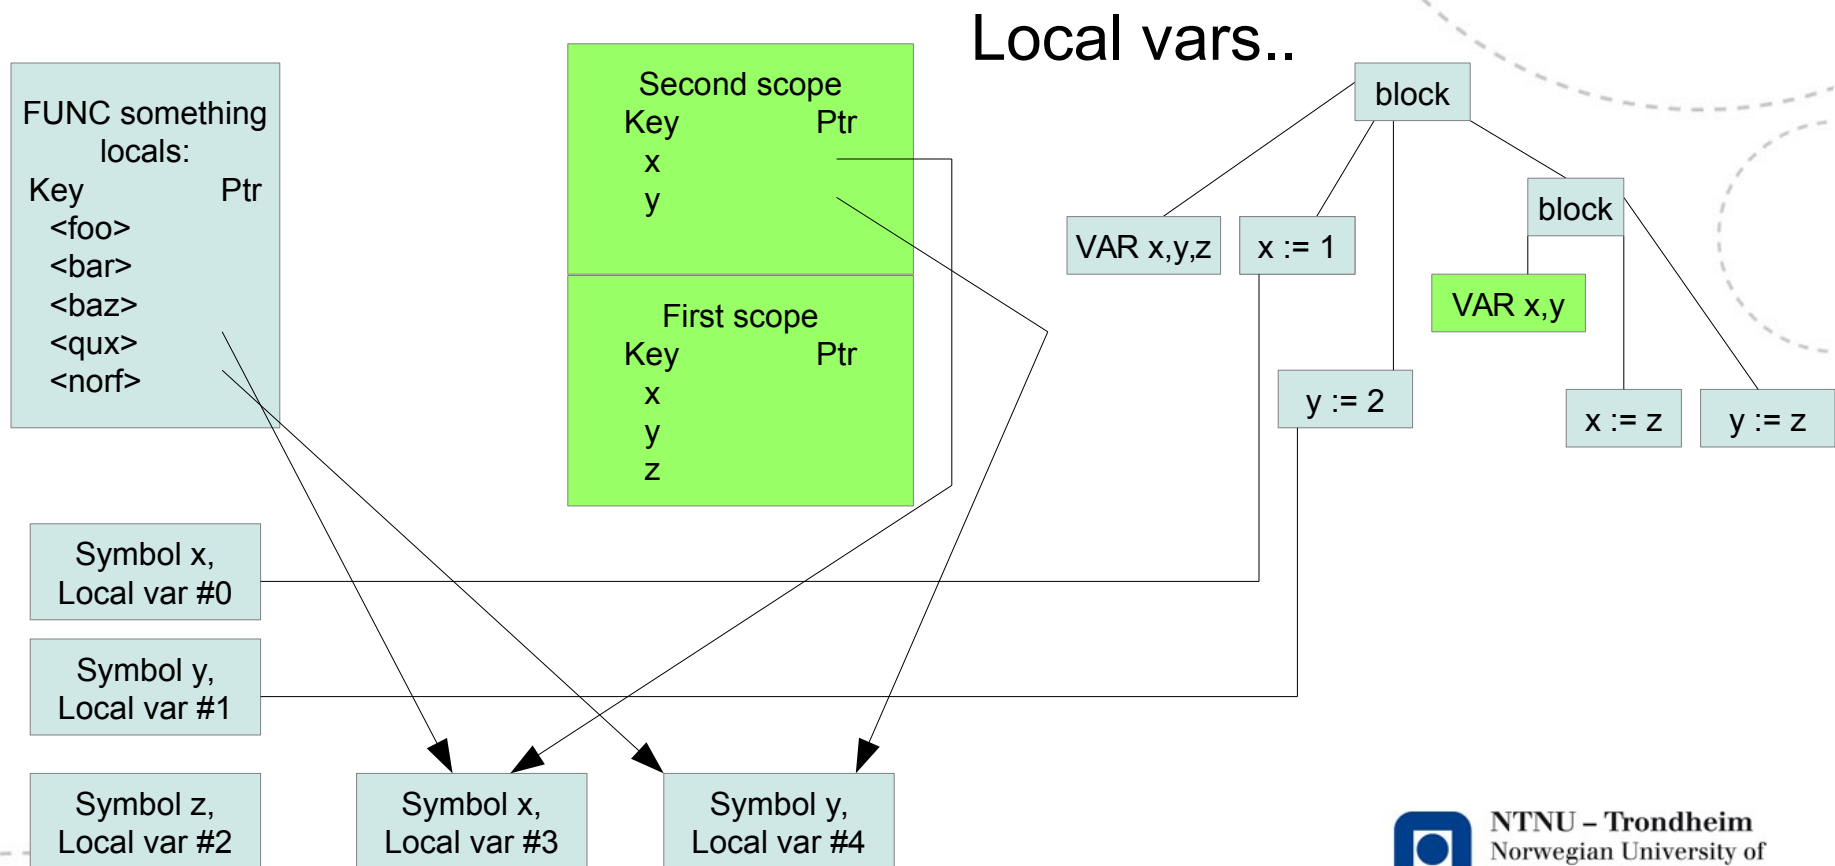 Local vars..
FUNC something
locals:
Key Ptr
<foo>
<bar>
<baz>
<qux>
<norf>
Second scope
Key Ptr
x
y
First scope
Key Ptr
x
y
z
block
VAR x,y,z
x := 1
y := 2
block
VAR x,y
x := z
y := z
Symbol x,
Local var #0
Symbol y,
Local var #1
Symbol z,
Local var #2
Symbol x,
Local var #3
Symbol y,
Local var #4
NTNU – Trondheim
Norwegian University of